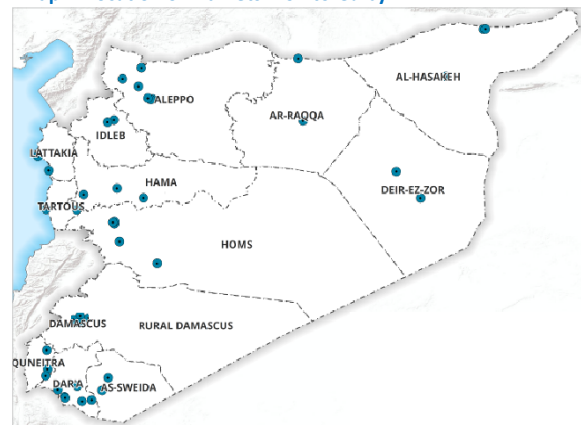 AL-HASAKEH
ALEPPO
AR-RAQQA
IDLEB
LATTAKIA
HAMA
DEIR-EZ-ZOR
TARTOUS
HOMS
DAMASCUS
RURAL DAMASCUS
QUNEITRA
DAR'A
AS-SWEIDA